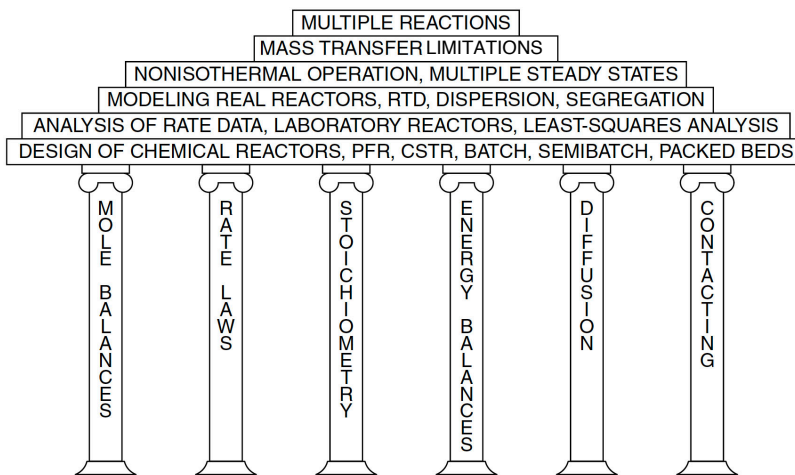 MULTIPLE REACTIONS
MASS TRANSFER LIMITATIONS
NONISOTHERMAL OPERATION, MULTIPLE STEADY STATES
MODELING REAL REACTORS, RTD, DISPERSION, SEGREGATION
ANALYSIS OF RATE DATA, LABORATORY REACTORS, LEAST-SQUARES ANALYSIS
DESIGN OF CHEMICAL REACTORS, PFR, CSTR, BATCH, SEMIBATCH, PACKED BEDS
MOLE BALANCES
RATE LAWS
STOICHIOMETRY
ENERGY BALANCES
DIFFUSION
CONTACTING